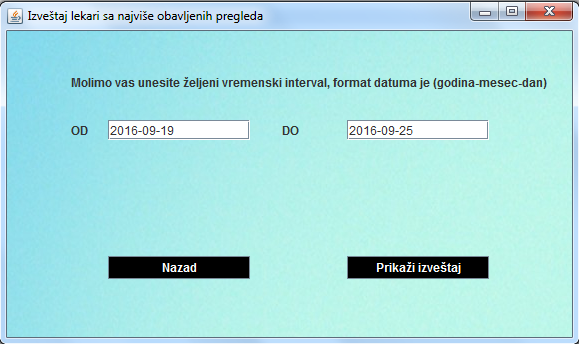 Izveštaj lekari sa najviše obavljenih pregleda
Molimo vas unesite željeni vremenski interval, format datuma je (godina-mesec-dan)
OD 2016-09-19 DO 2016-09-25
Nazad Prikaži izveštaj